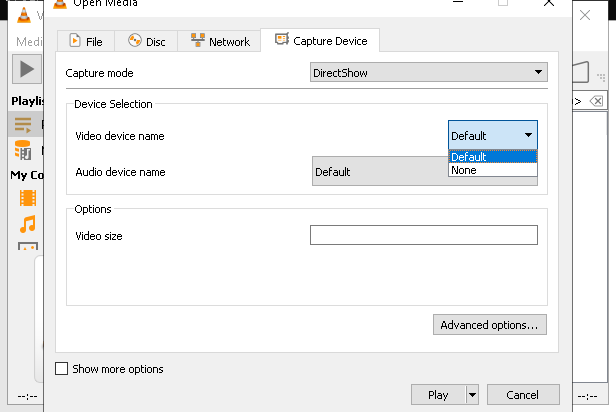 Open Media
Medi
File
Disc
Network
Capture Device
Capture mode
DirectShow
Playlis
Device Selection
Video device name
Default
Default
None
Audio device name
Default
My Co
Options
Video size
Advanced options...
Show more options
--:--
Play
Cancel
--:--